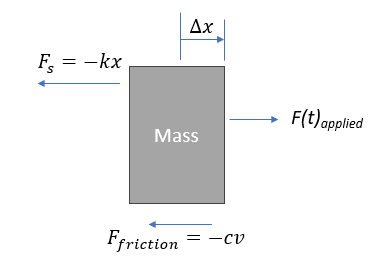 Δx
F_s = −kx
F(t)_applied
Mass
F_friction = −cv